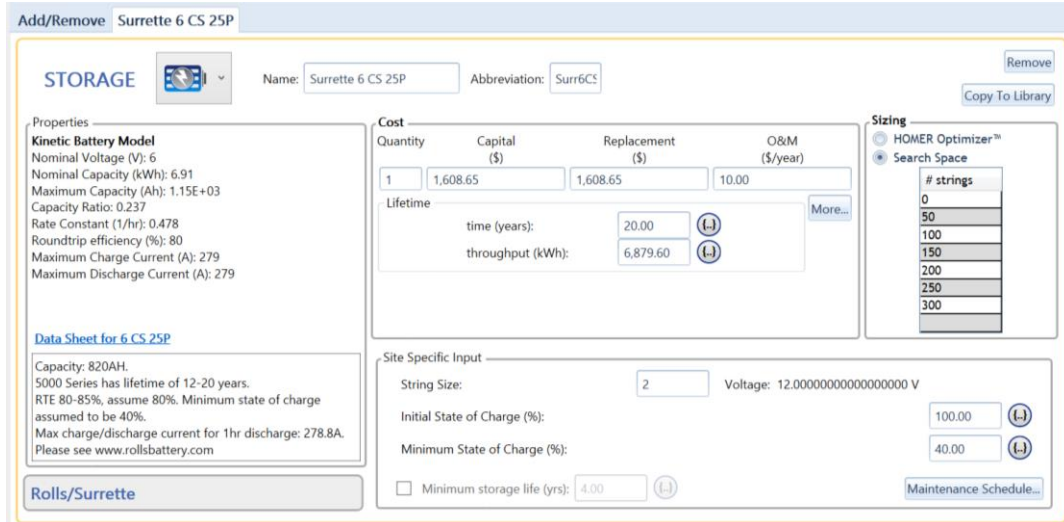 Add/Remove Surrette 6 CS 25P
STORAGE
Name: Surrette 6 CS 25P Abbreviation: Surr6CS
Remove
Copy To Library
Properties
Kinetic Battery Model
Nominal Voltage (V): 6
Nominal Capacity (kWh): 6.91
Maximum Capacity (Ah): 1.15E+03
Capacity Ratio: 0.237
Rate Constant (1/hr): 0.478
Roundtrip efficiency (%): 80
Maximum Charge Current (A): 279
Maximum Discharge Current (A): 279
Data Sheet for 6 CS 25P
Capacity: 820AH.
5000 Series has lifetime of 12-20 years.
RTE 80-85%, assume 80%. Minimum state of charge
assumed to be 40%.
Max charge/discharge current for 1hr discharge: 278.8A.
Please see www.rollsbattery.com
Rolls/Surrette
Cost
Quantity Capital ($) Replacement ($) O&M ($/year)
1 1,608.65 1,608.65 10.00
Lifetime
More...
time (years): 20.00 {..}
throughput (kWh): 6,879.60 {..}
Sizing
HOMER Optimizer™
Search Space
# strings
0
50
100
150
200
250
300
Site Specific Input
String Size: 2 Voltage: 12.00000000000000000 V
Initial State of Charge (%): 100.00 {..}
Minimum State of Charge (%): 40.00 {..}
Minimum storage life (yrs): 4.00 {..}
Maintenance Schedule...